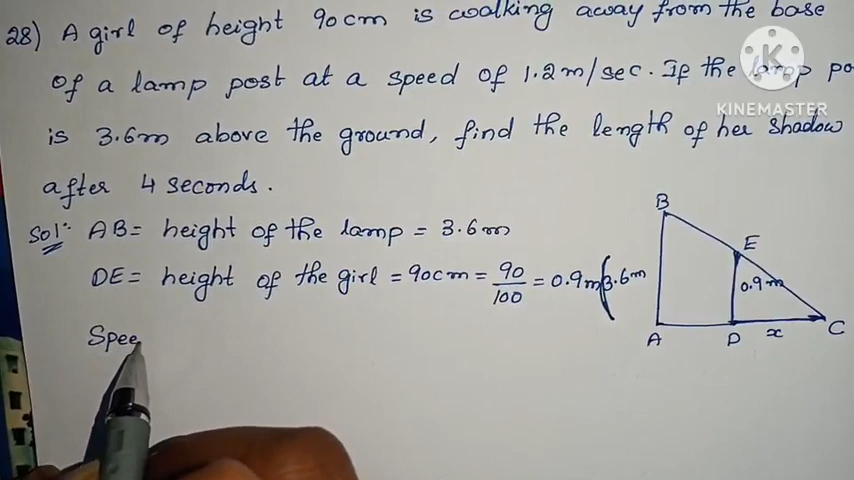 28) A girl of height 90cm is walking away from the base
of a lamp post at a speed of 1.2m/sec. If the lamp po
is 3.6m above the ground, find the length of her shadow
after 4 seconds.
Sol:- AB = height of the lamp = 3.6m
DE = height of the girl = 90cm = 90/100 = 0.9m
Spee
B
E
3.6m
0.9m
A
D
x
C
K
KINEMASTER